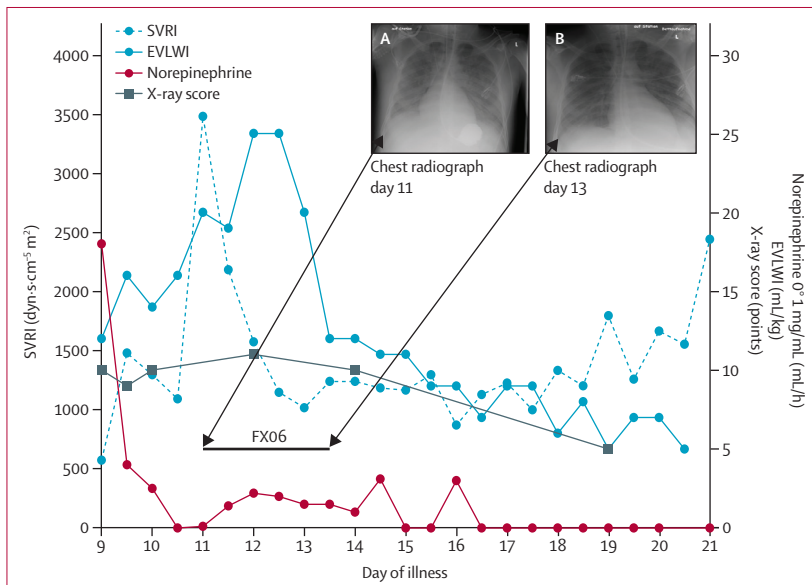 SVRI
EVLWI
Norepinephrine
X-ray score
A
L
B
L
Chest radiograph
day 11
Chest radiograph
day 13
SVRI (dyn·s·cm⁻⁵ m²)
4000
3500
3000
2500
2000
1500
1000
500
0
30
25
20
15
10
5
0
Norepinephrine 0°1 mg/mL (mL/h)
EVLWI (mL/kg)
X-ray score (points)
FX06
9
10
11
12
13
14
15
16
17
18
19
20
21
Day of illness